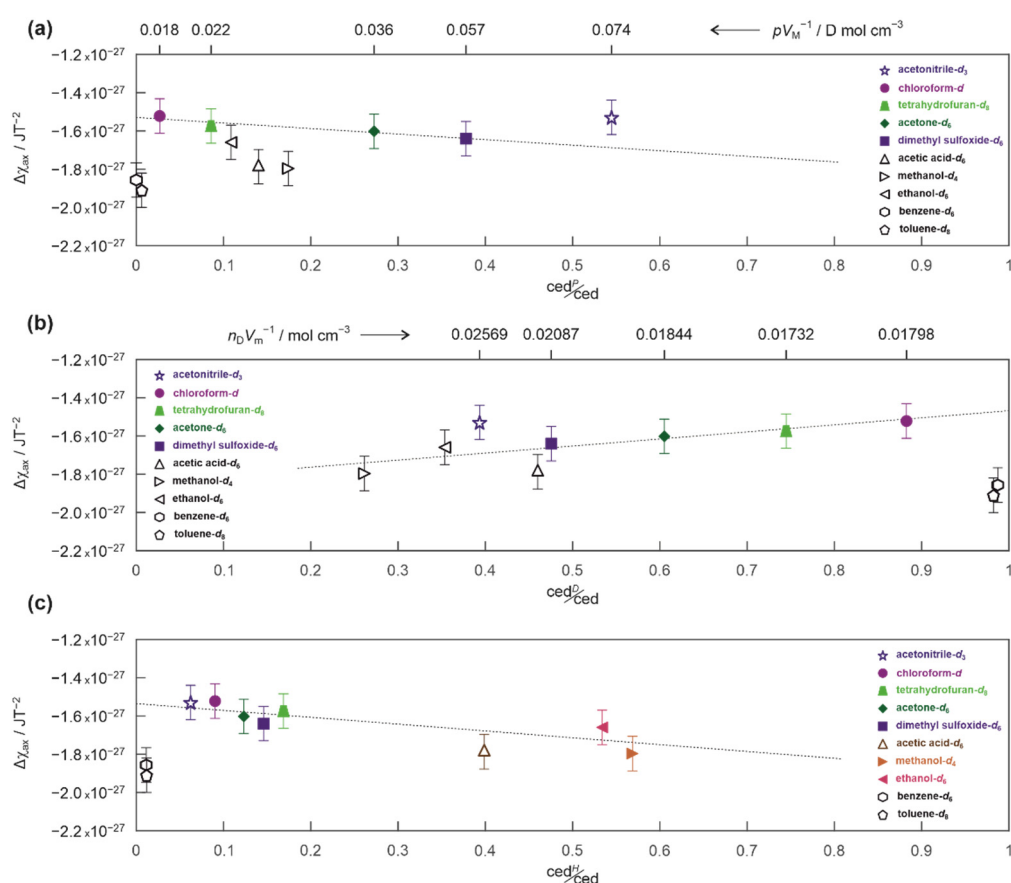 (a)
0.018 0.022 0.036 0.057 0.074 ← pV_M^−1 / D mol cm^−3
−1.2 x 10^−27
−1.4 x 10^−27
−1.6 x 10^−27
−1.8 x 10^−27
−2.0 x 10^−27
−2.2 x 10^−27
Δχ_ax / JT^−2
acetonitrile-d3
chloroform-d
tetrahydrofuran-d8
acetone-d6
dimethyl sulfoxide-d6
acetic acid-d6
methanol-d4
ethanol-d6
benzene-d6
toluene-d8
0 0.1 0.2 0.3 0.4 0.5 0.6 0.7 0.8 0.9 1
ced^P/ced
(b)
n_D V_m^−1 / mol cm^−3 → 0.02569 0.02087 0.01844 0.01732 0.01798
−1.2 x 10^−27
−1.4 x 10^−27
−1.6 x 10^−27
−1.8 x 10^−27
−2.0 x 10^−27
−2.2 x 10^−27
Δχ_ax / JT^−2
acetonitrile-d3
chloroform-d
tetrahydrofuran-d8
acetone-d6
dimethyl sulfoxide-d6
acetic acid-d6
methanol-d4
ethanol-d6
benzene-d6
toluene-d8
0 0.1 0.2 0.3 0.4 0.5 0.6 0.7 0.8 0.9 1
ced^D/ced
(c)
−1.2 x 10^−27
−1.4 x 10^−27
−1.6 x 10^−27
−1.8 x 10^−27
−2.0 x 10^−27
−2.2 x 10^−27
Δχ_ax / JT^−2
acetonitrile-d3
chloroform-d
tetrahydrofuran-d8
acetone-d6
dimethyl sulfoxide-d6
acetic acid-d6
methanol-d4
ethanol-d6
benzene-d6
toluene-d8
0 0.1 0.2 0.3 0.4 0.5 0.6 0.7 0.8 0.9 1
ced^H/ced